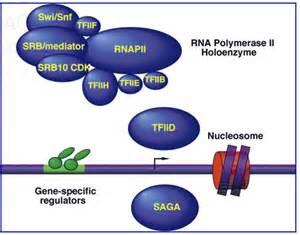 Swi/Snf
TFIIF
SRB/mediator
RNAPII
SRB10 CDK
TFIIH
TFIIE
TFIIB
RNA Polymerase II
Holoenzyme
TFIID
Nucleosome
Gene-specific
regulators
SAGA